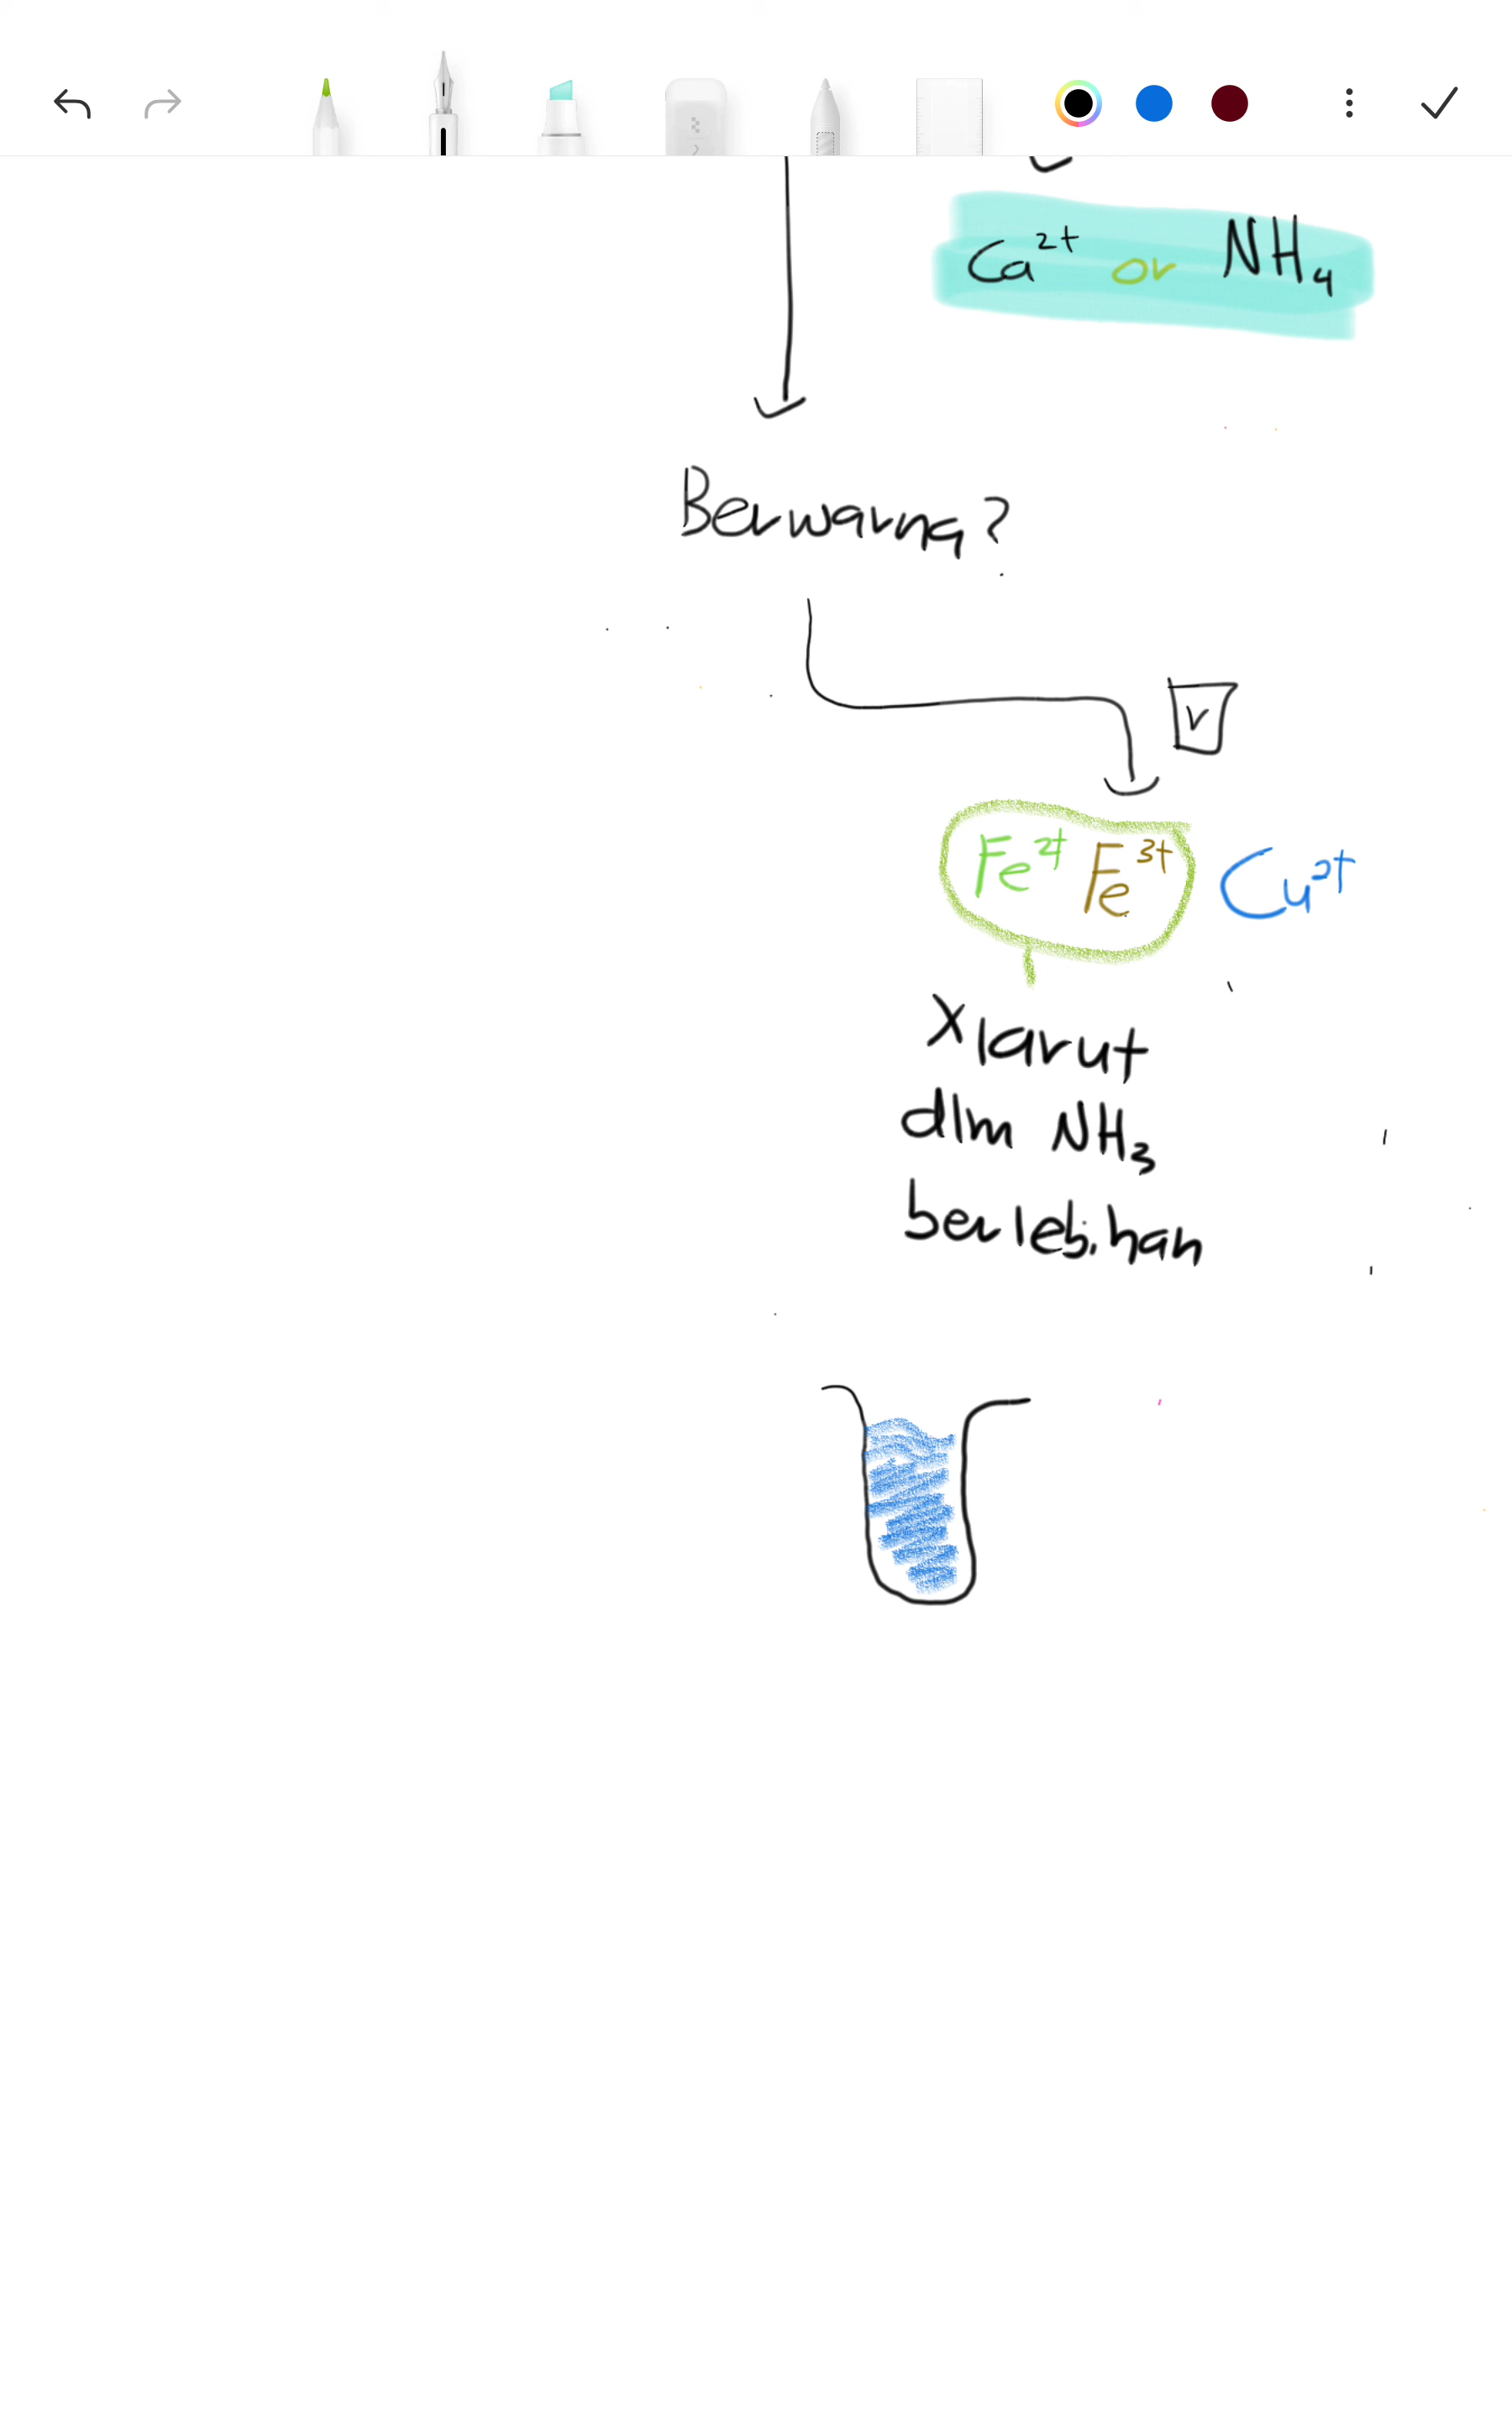 Ca²⁺ or NH₄
Berwarna?
Fe²⁺ Fe³⁺ Cu²⁺
X larut
dlm NH₃
berlebihan